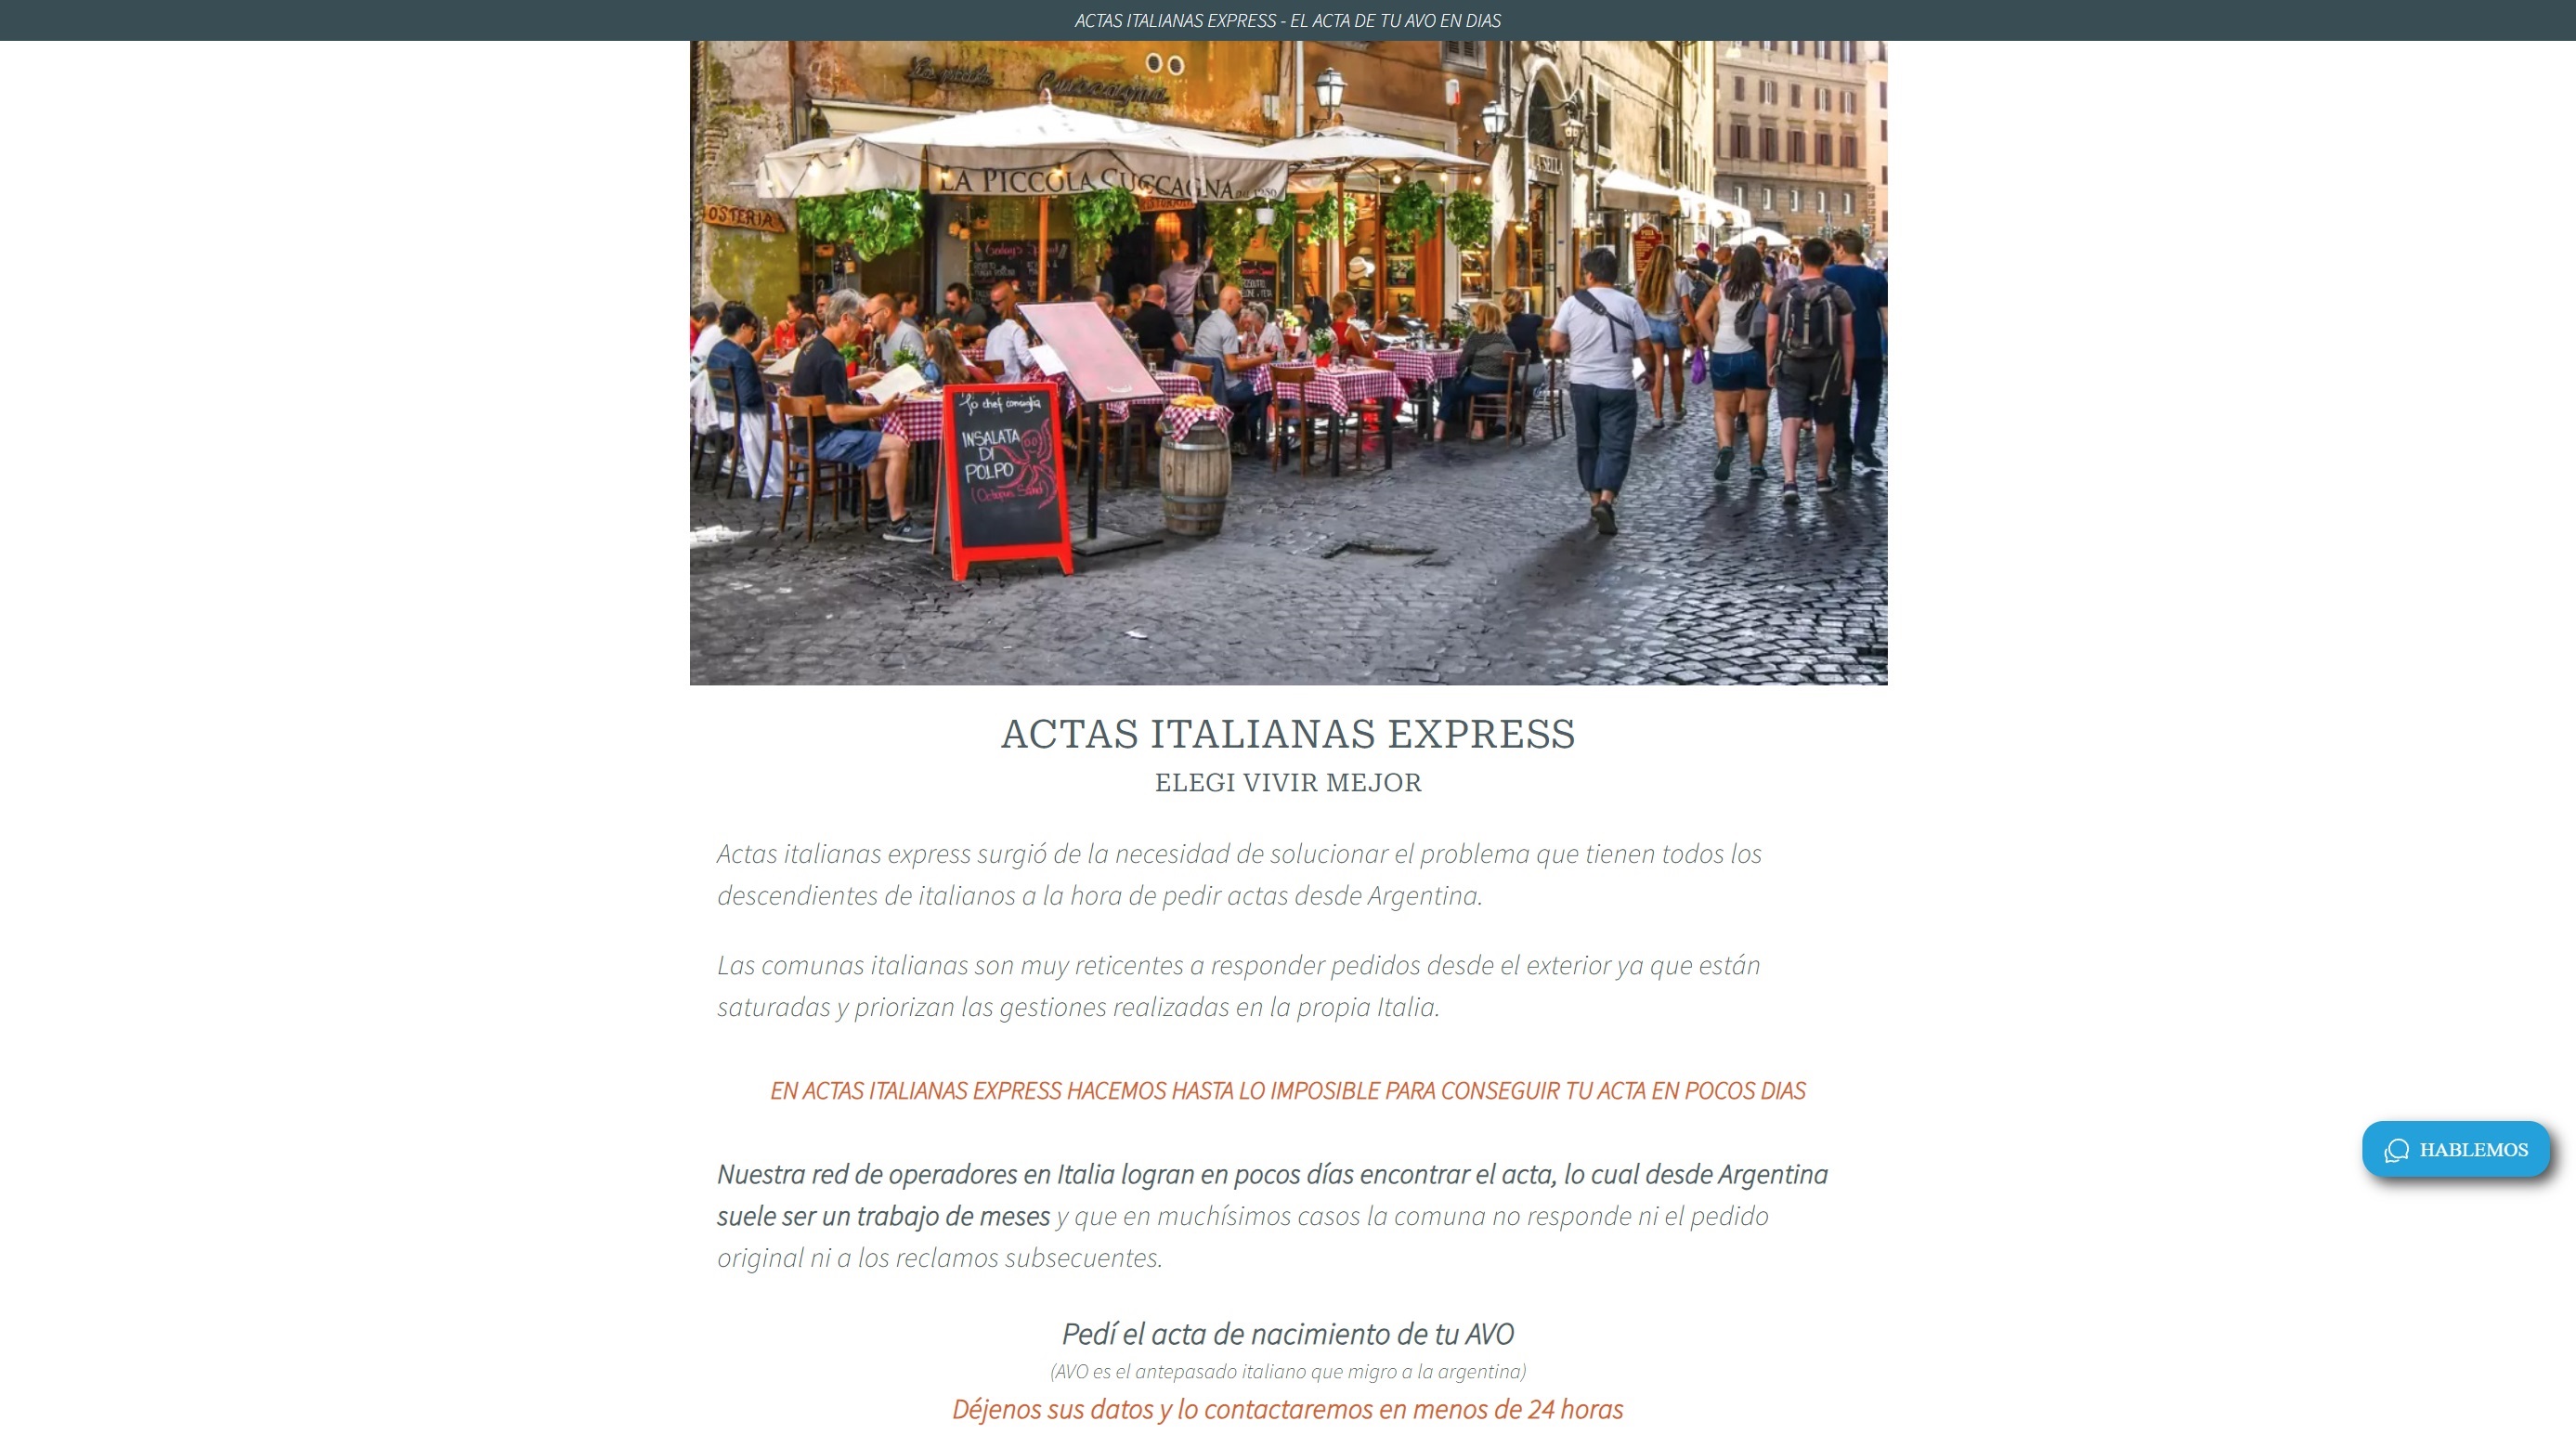 ACTAS ITALIANAS EXPRESS - EL ACTA DE TU AVO EN DIAS
LA PICCOLA CUCCAGNA
OSTERIA
LA SELLA
Lo chef consiglia
INSALATA
DI
POLPO
(Octopus Salad)
ACTAS ITALIANAS EXPRESS
ELEGI VIVIR MEJOR
Actas italianas express surgió de la necesidad de solucionar el problema que tienen todos los
descendientes de italianos a la hora de pedir actas desde Argentina.
Las comunas italianas son muy reticentes a responder pedidos desde el exterior ya que están
saturadas y priorizan las gestiones realizadas en la propia Italia.
EN ACTAS ITALIANAS EXPRESS HACEMOS HASTA LO IMPOSIBLE PARA CONSEGUIR TU ACTA EN POCOS DIAS
HABLEMOS
Nuestra red de operadores en Italia logran en pocos días encontrar el acta, lo cual desde Argentina
suele ser un trabajo de meses y que en muchísimos casos la comuna no responde ni el pedido
original ni a los reclamos subsecuentes.
Pedí el acta de nacimiento de tu AVO
(AVO es el antepasado italiano que migro a la argentina)
Déjenos sus datos y lo contactaremos en menos de 24 horas